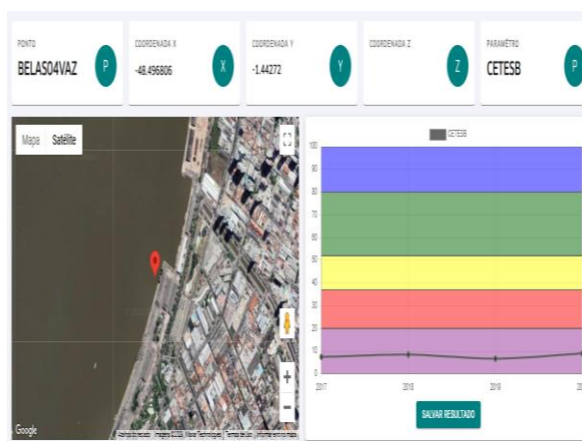 PONTO
BELAS04VAZ
P
COORDENADA X
-48.496806
X
COORDENADA Y
-1.44272
Y
COORDENADA Z
Z
PARAMÊTRO
CETESB
P
Mapa
Satélite
Google
CETESB
100
90
80
70
60
50
40
30
20
10
0
2017
2018
2019
SALVAR RESULTADO